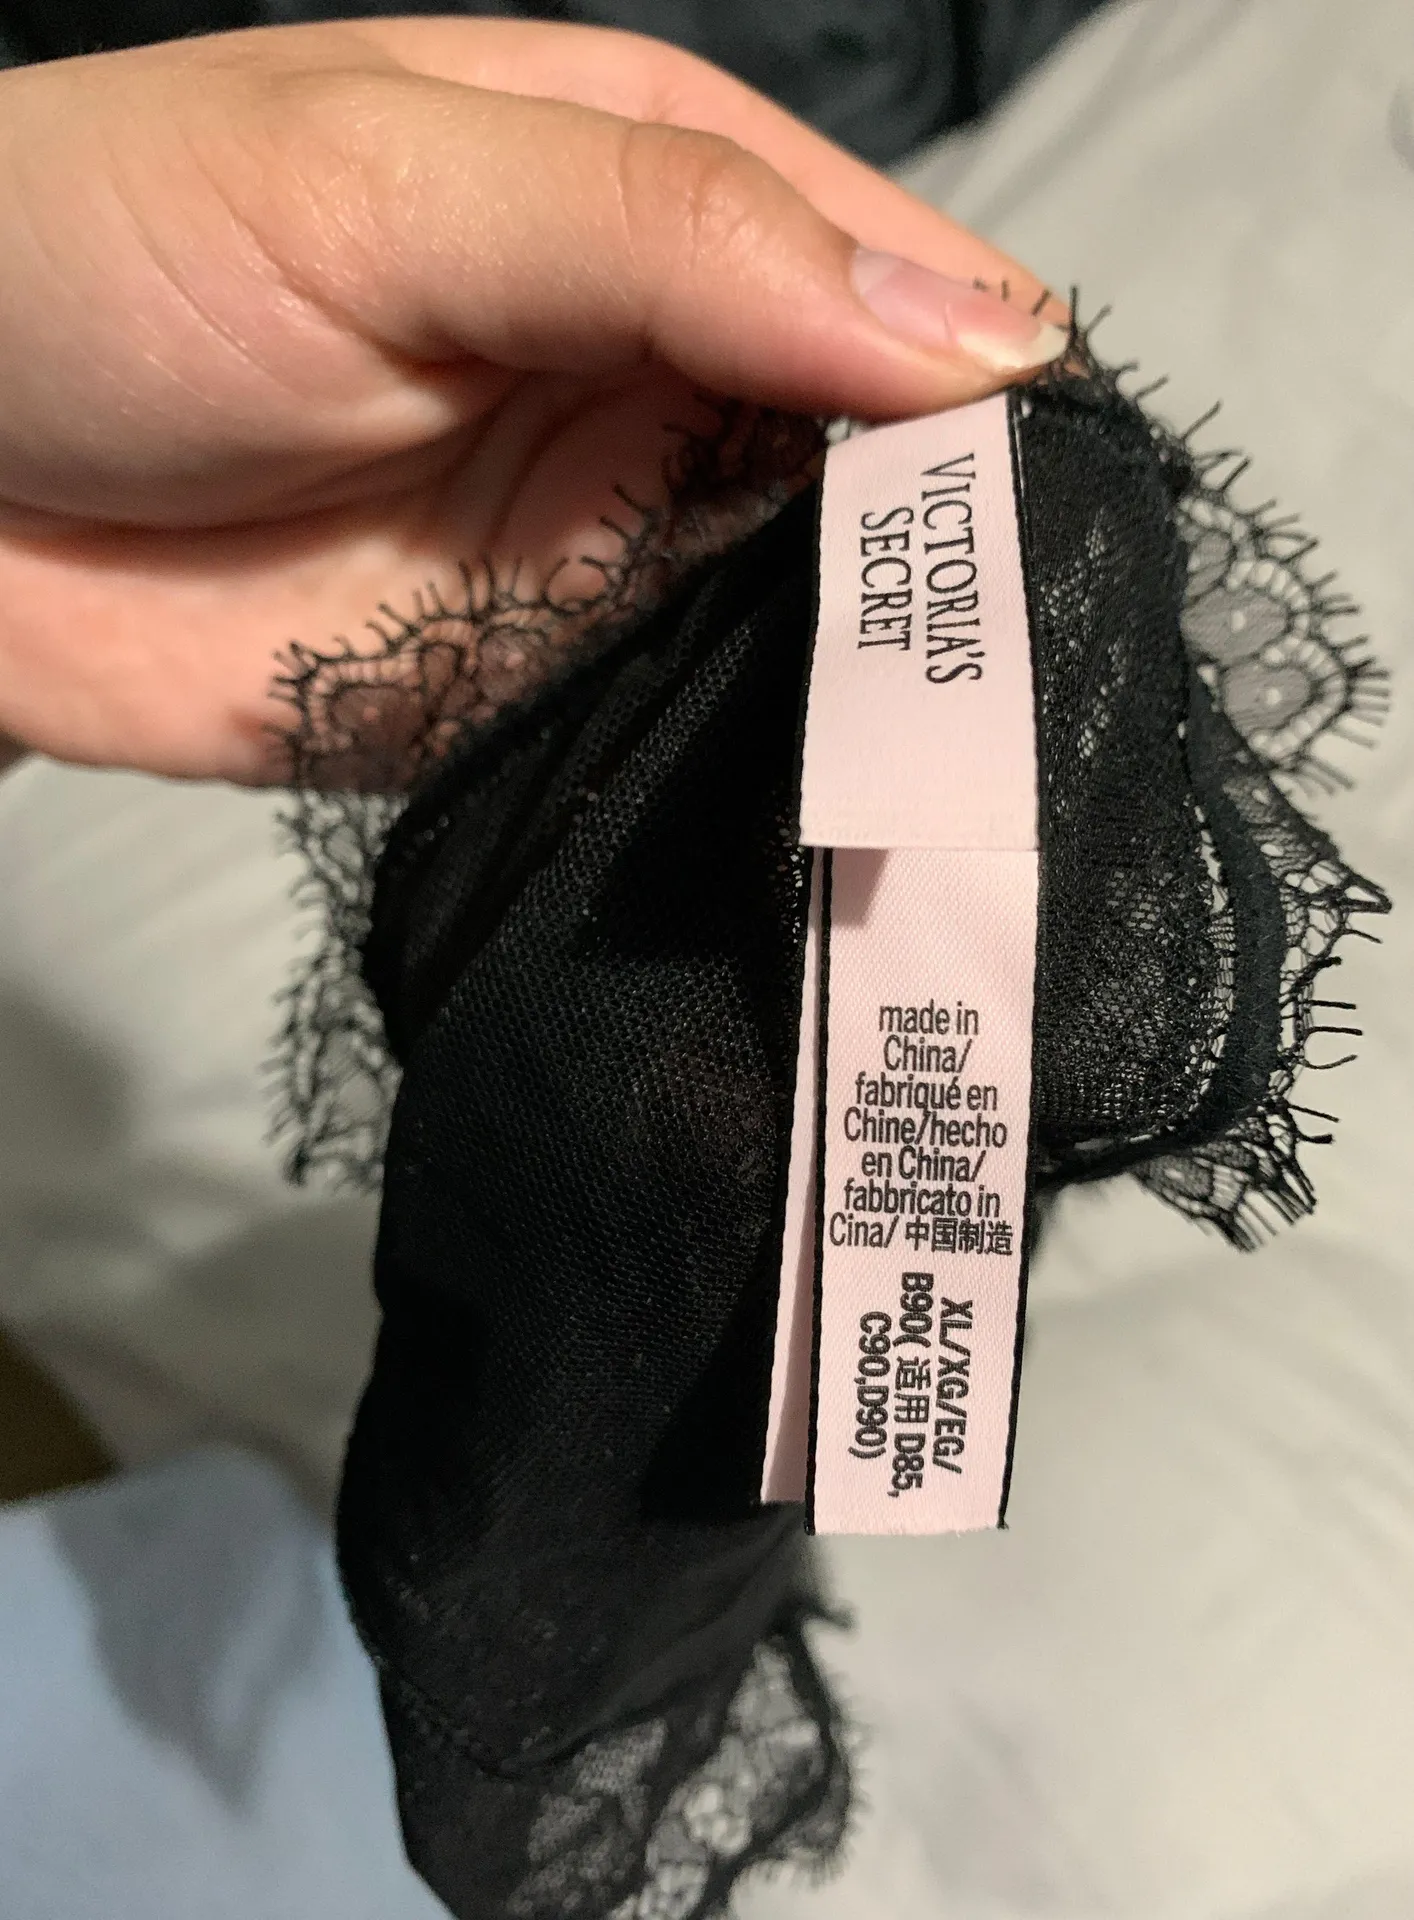 VICTORIA'S
SECRET
made in
China/
fabriqué en
Chine/hecho
en China/
fabbricato in
Cina/ 中国制造
XL/XG/EG/
B90( 适用 D85,
C90,D90)